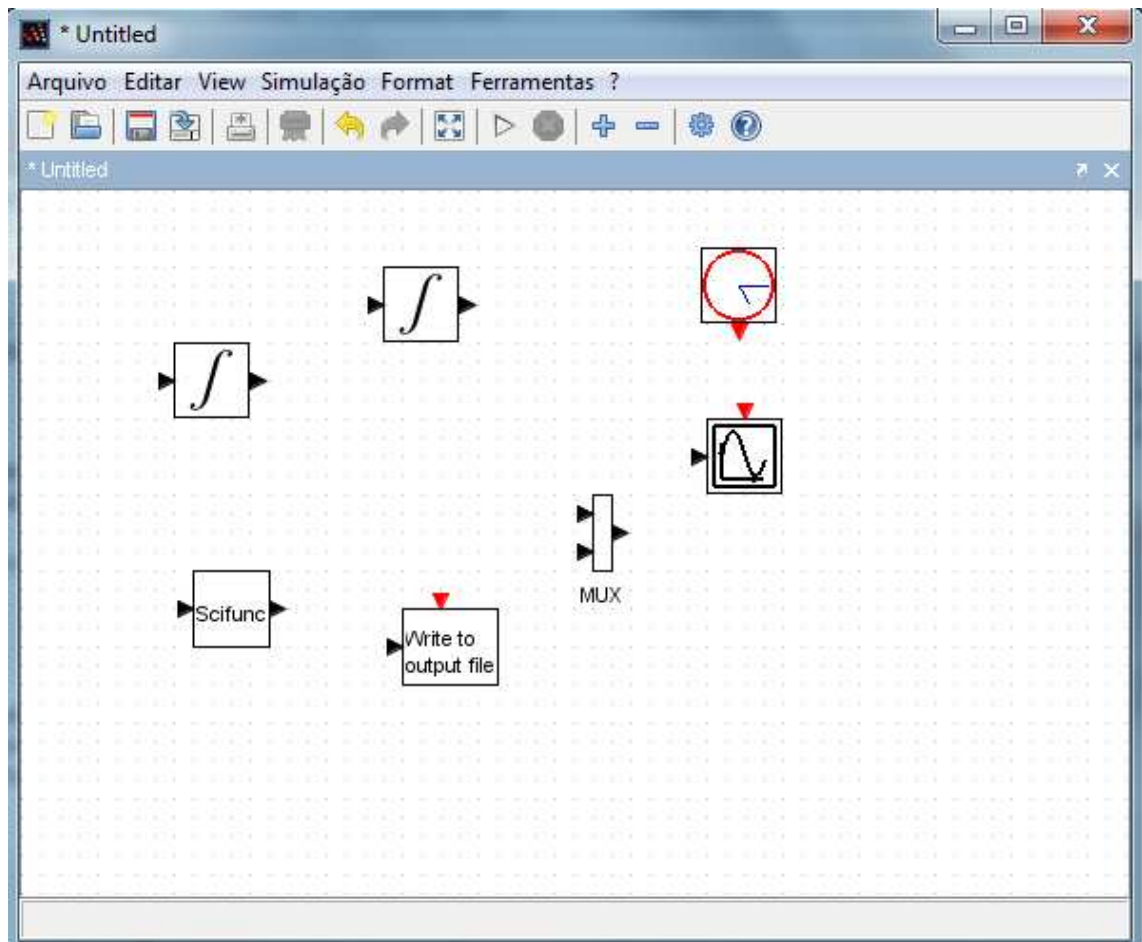 * Untitled
Arquivo Editar View Simulação Format Ferramentas ?
* Untitled
MUX
Scifunc
Write to
output file